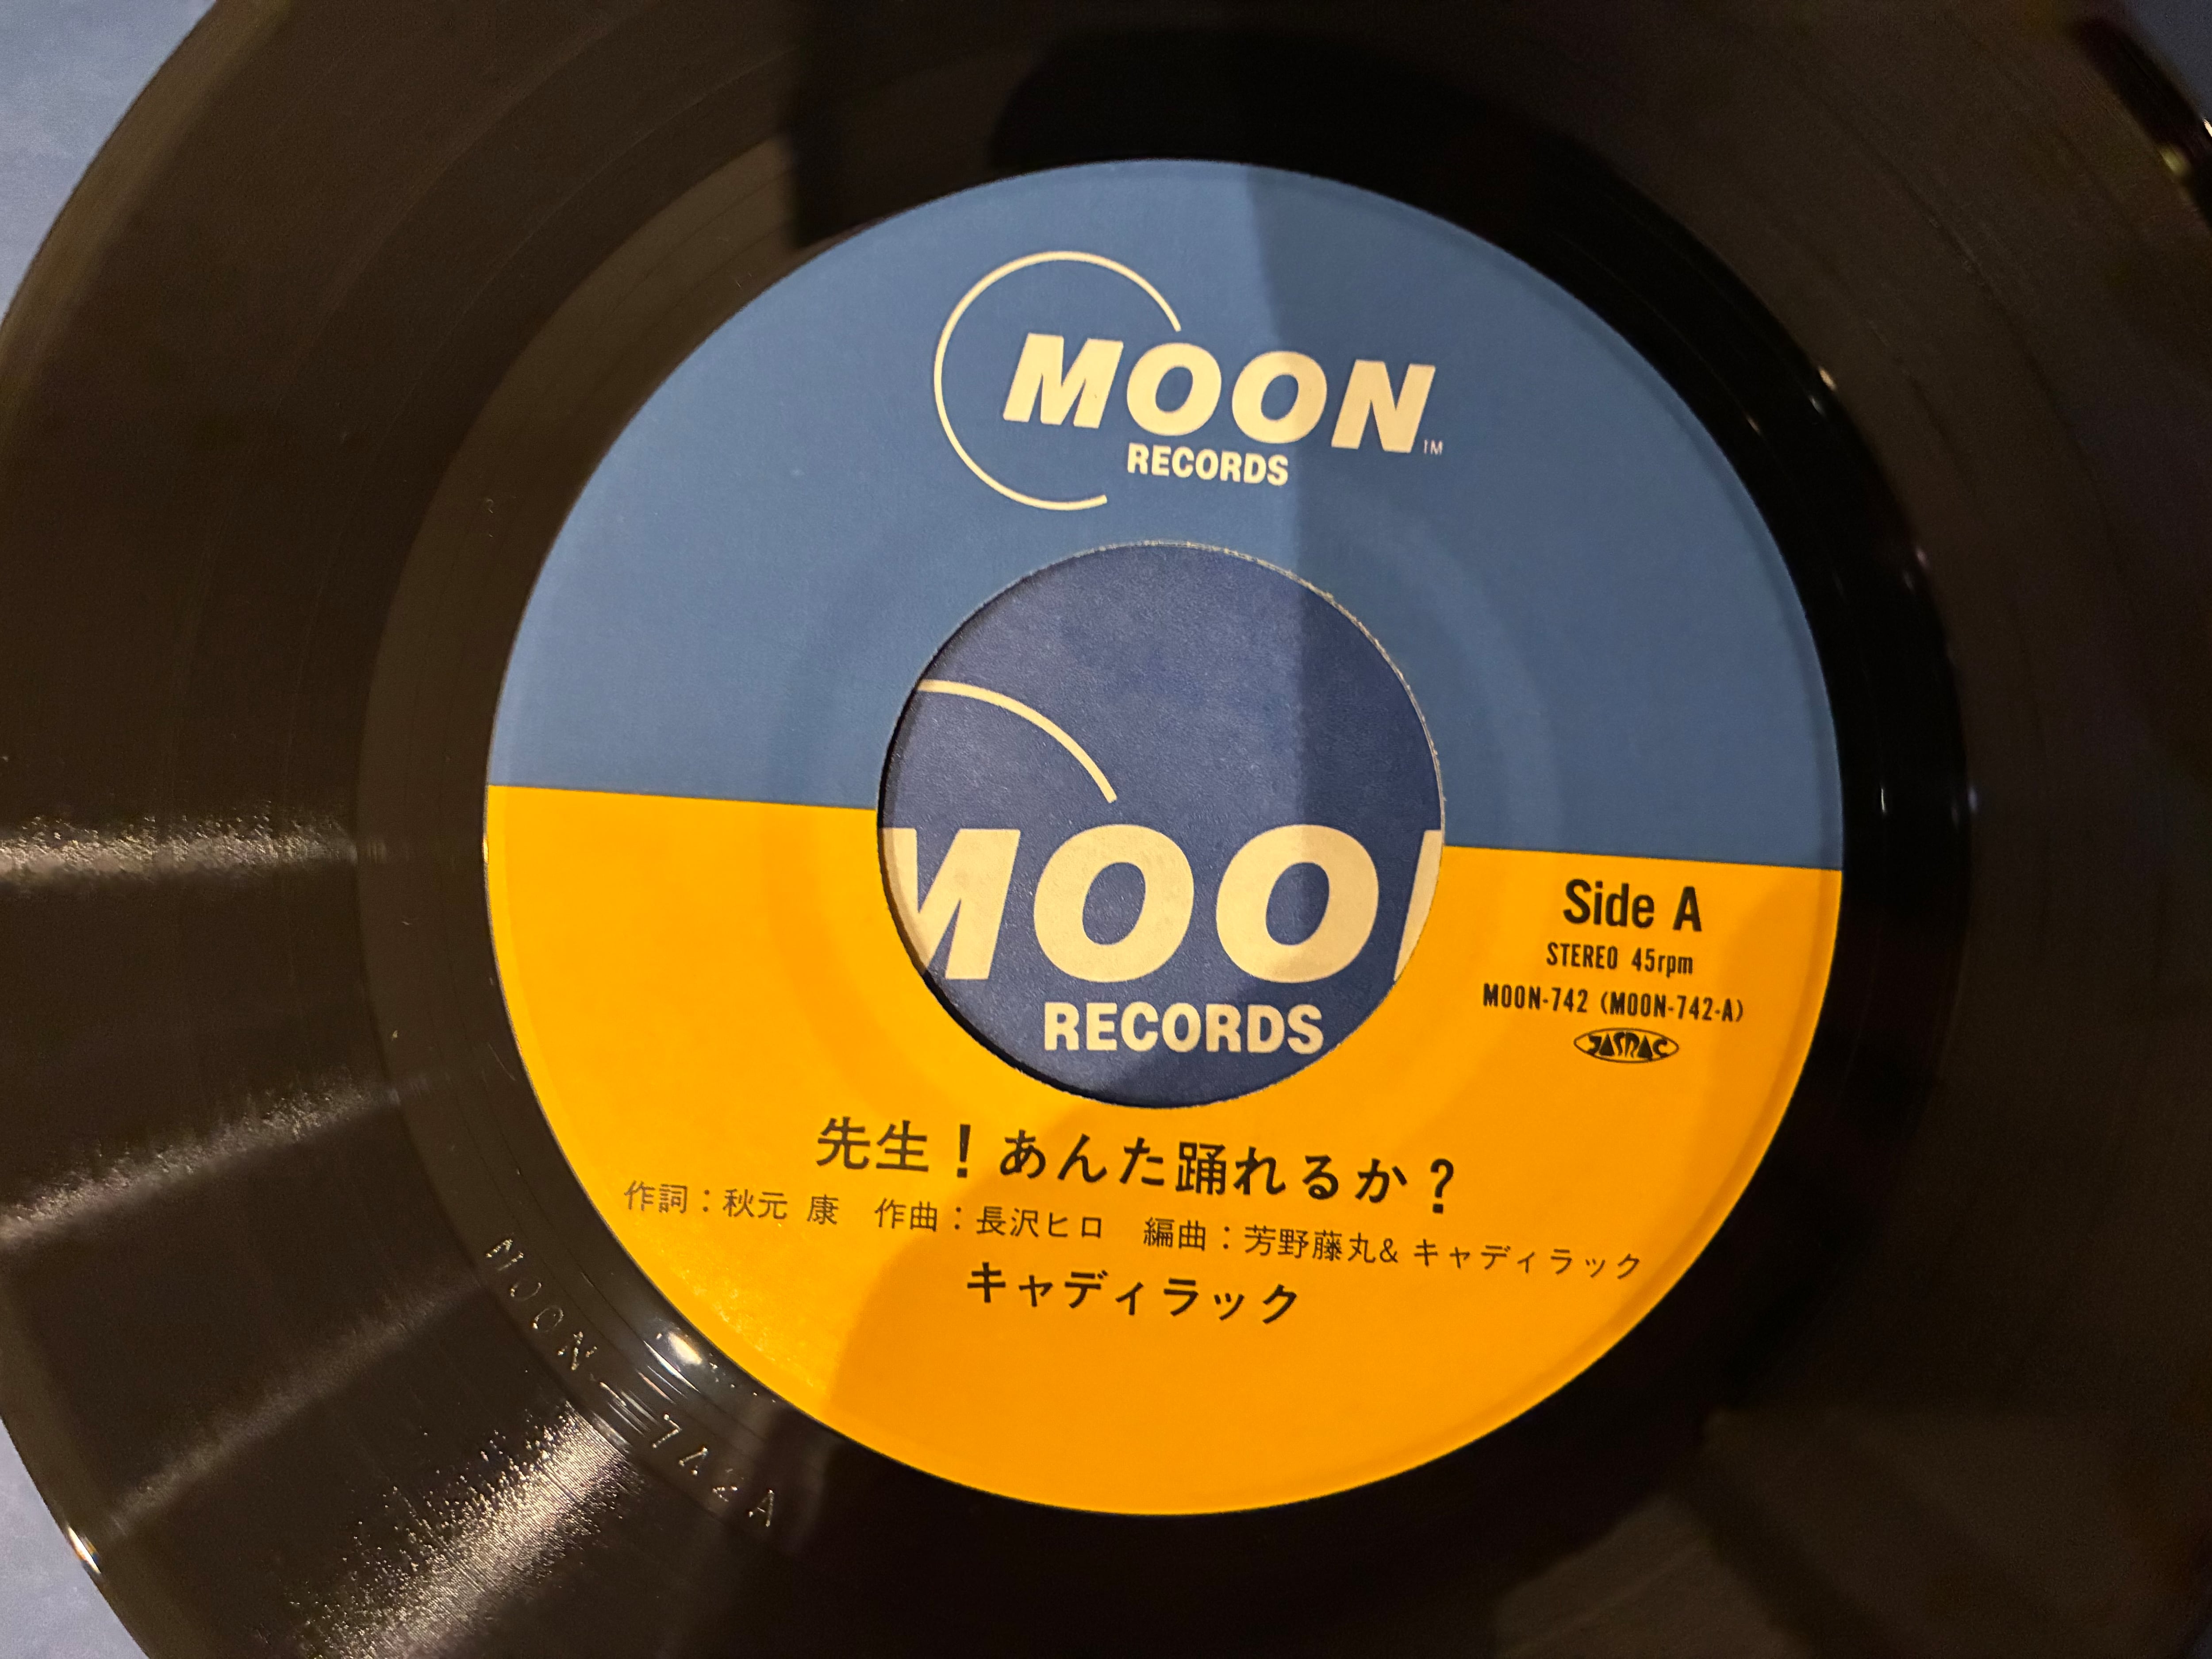 MOON TM
RECORDS
MOO
RECORDS
Side A
STEREO 45rpm
MOON-742 (MOON-742-A)
JASRAC
先生!あんた踊れるか?
作詞:秋元 康 作曲:長沢ヒロ 編曲:芳野藤丸& キャディラック
キャディラック
MOON-742A